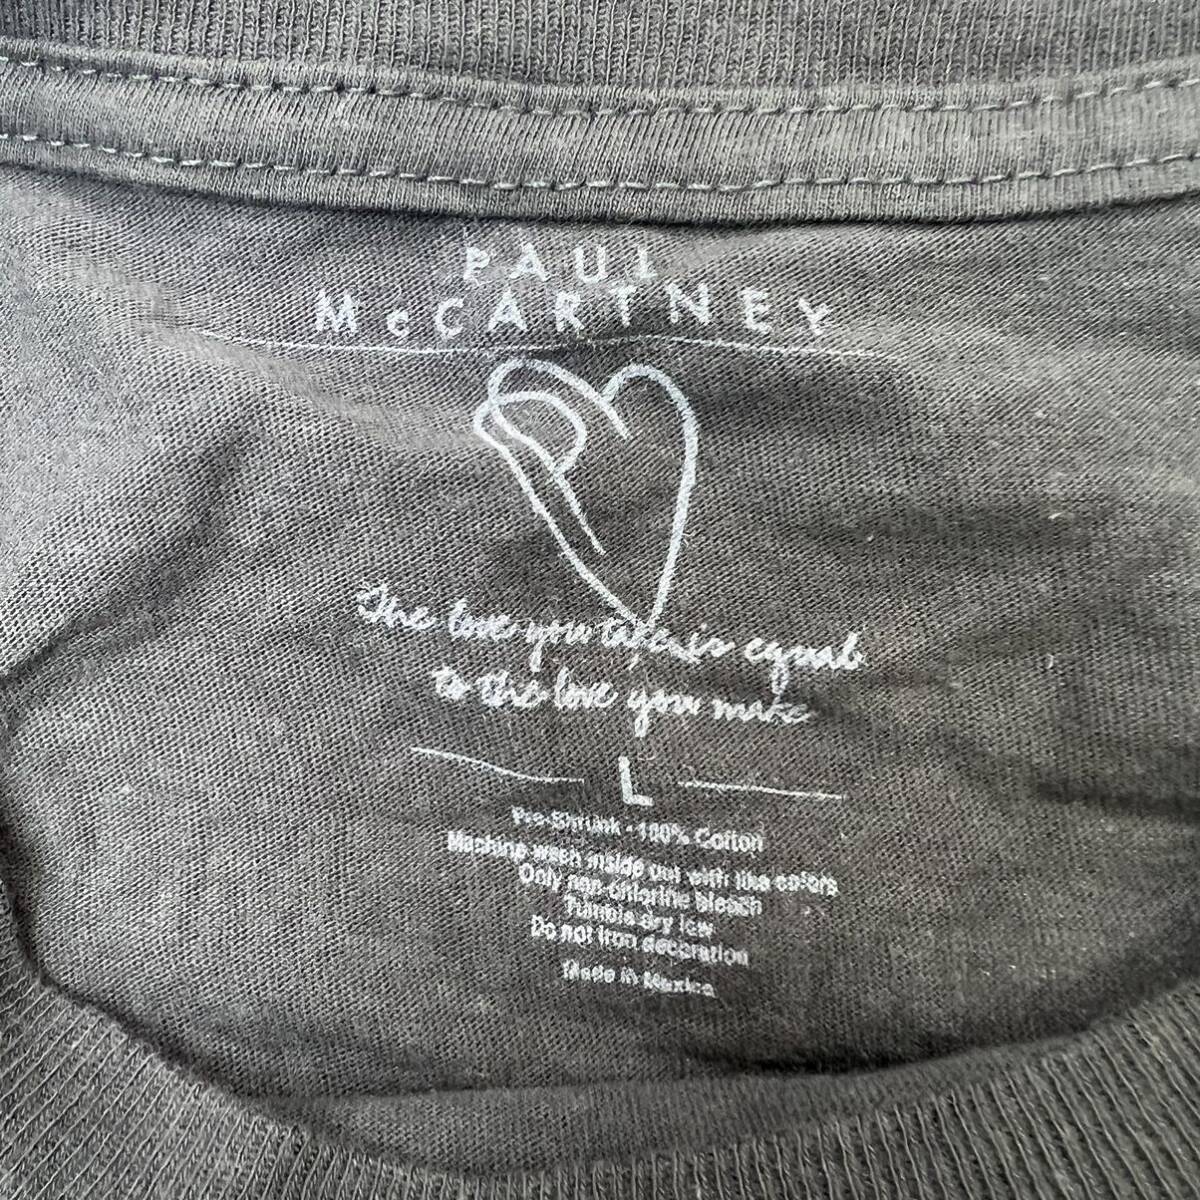 PAUL
McCARTNEY
The love you take is equal
to the love you make
L
Pre-Shrunk • 100% Cotton
Machine wash inside out with like colors
Only non-chlorine bleach
Tumble dry low
Do not iron decoration
Made in Mexico